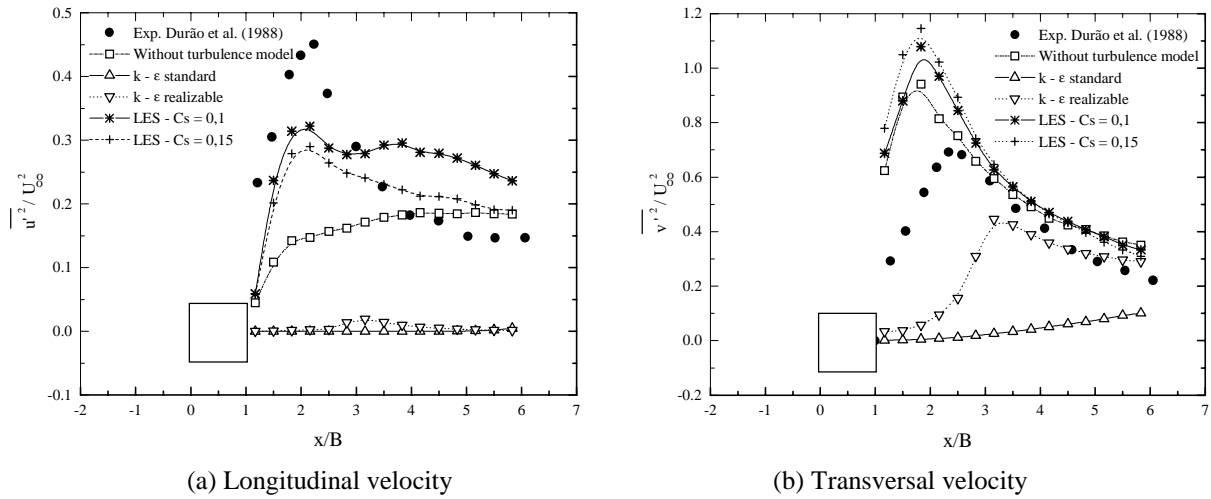 0.5
0.4
0.3
0.2
0.1
0.0
-0.1
u'² / U∞²
-2 -1 0 1 2 3 4 5 6 7
x/B
Exp. Durão et al. (1988)
Without turbulence model
k - ε standard
k - ε realizable
LES - Cs = 0,1
LES - Cs = 0,15
(a) Longitudinal velocity
1.2
1.0
0.8
0.6
0.4
0.2
0.0
-0.2
v'² / U∞²
-2 -1 0 1 2 3 4 5 6 7
x/B
Exp. Durão et al. (1988)
Without turbulence model
k - ε standard
k - ε realizable
LES - Cs = 0,1
LES - Cs = 0,15
(b) Transversal velocity